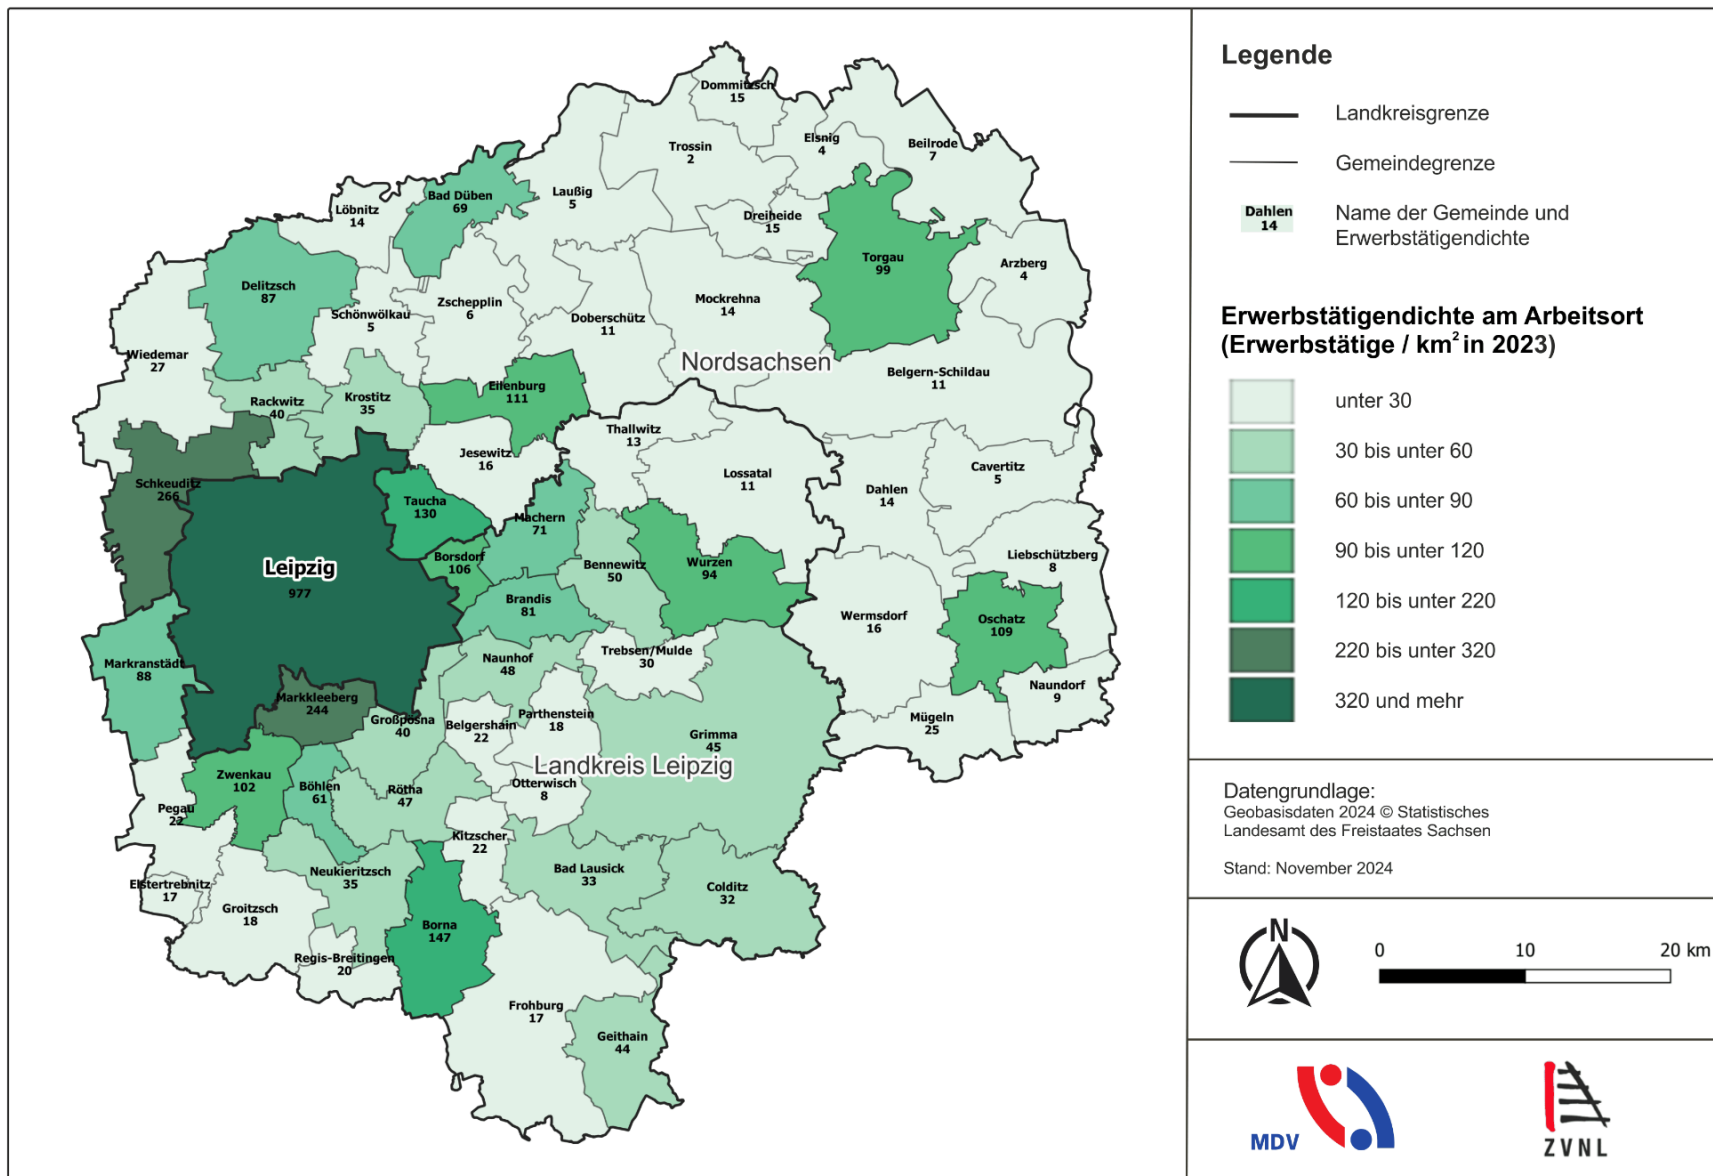 Dommitzsch
15
Elsnig
4
Beilrode
7
Trossin
2
Laußig
5
Bad Düben
69
Löbnitz
14
Dreiheide
15
Torgau
99
Arzberg
4
Delitzsch
87
Zschepplin
6
Mockrehna
14
Schönwölkau
5
Doberschütz
11
Wiedemar
27
Nordsachsen
Belgern-Schildau
11
Eilenburg
111
Rackwitz
40
Krostitz
35
Thallwitz
13
Jesewitz
16
Lossatal
11
Cavertitz
5
Dahlen
14
Schkeuditz
266
Taucha
130
Machern
71
Liebschützberg
8
Borsdorf
106
Bennewitz
50
Wurzen
94
Leipzig
977
Brandis
81
Wermsdorf
16
Oschatz
109
Markranstädt
88
Naunhof
48
Trebsen/Mulde
30
Naundorf
9
Markkleeberg
244
Großposna
40
Belgershain
22
Parthenstein
18
Mügeln
25
Grimma
45
Landkreis Leipzig
Zwenkau
102
Böhlen
61
Rötha
47
Otterwisch
8
Pegau
22
Kitzscher
22
Neukieritzsch
35
Bad Lausick
33
Colditz
32
Elstertrebnitz
17
Groitzsch
18
Borna
147
Regis-Breitingen
20
Frohburg
17
Geithain
44
Legende
Landkreisgrenze
Gemeindegrenze
Dahlen
14
Name der Gemeinde und
Erwerbstätigendichte
Erwerbstätigendichte am Arbeitsort
(Erwerbstätige / km² in 2023)
unter 30
30 bis unter 60
60 bis unter 90
90 bis unter 120
120 bis unter 220
220 bis unter 320
320 und mehr
Datengrundlage:
Geobasisdaten 2024 © Statistisches
Landesamt des Freistaates Sachsen
Stand: November 2024
N
0 10 20 km
MDV
ZVNL